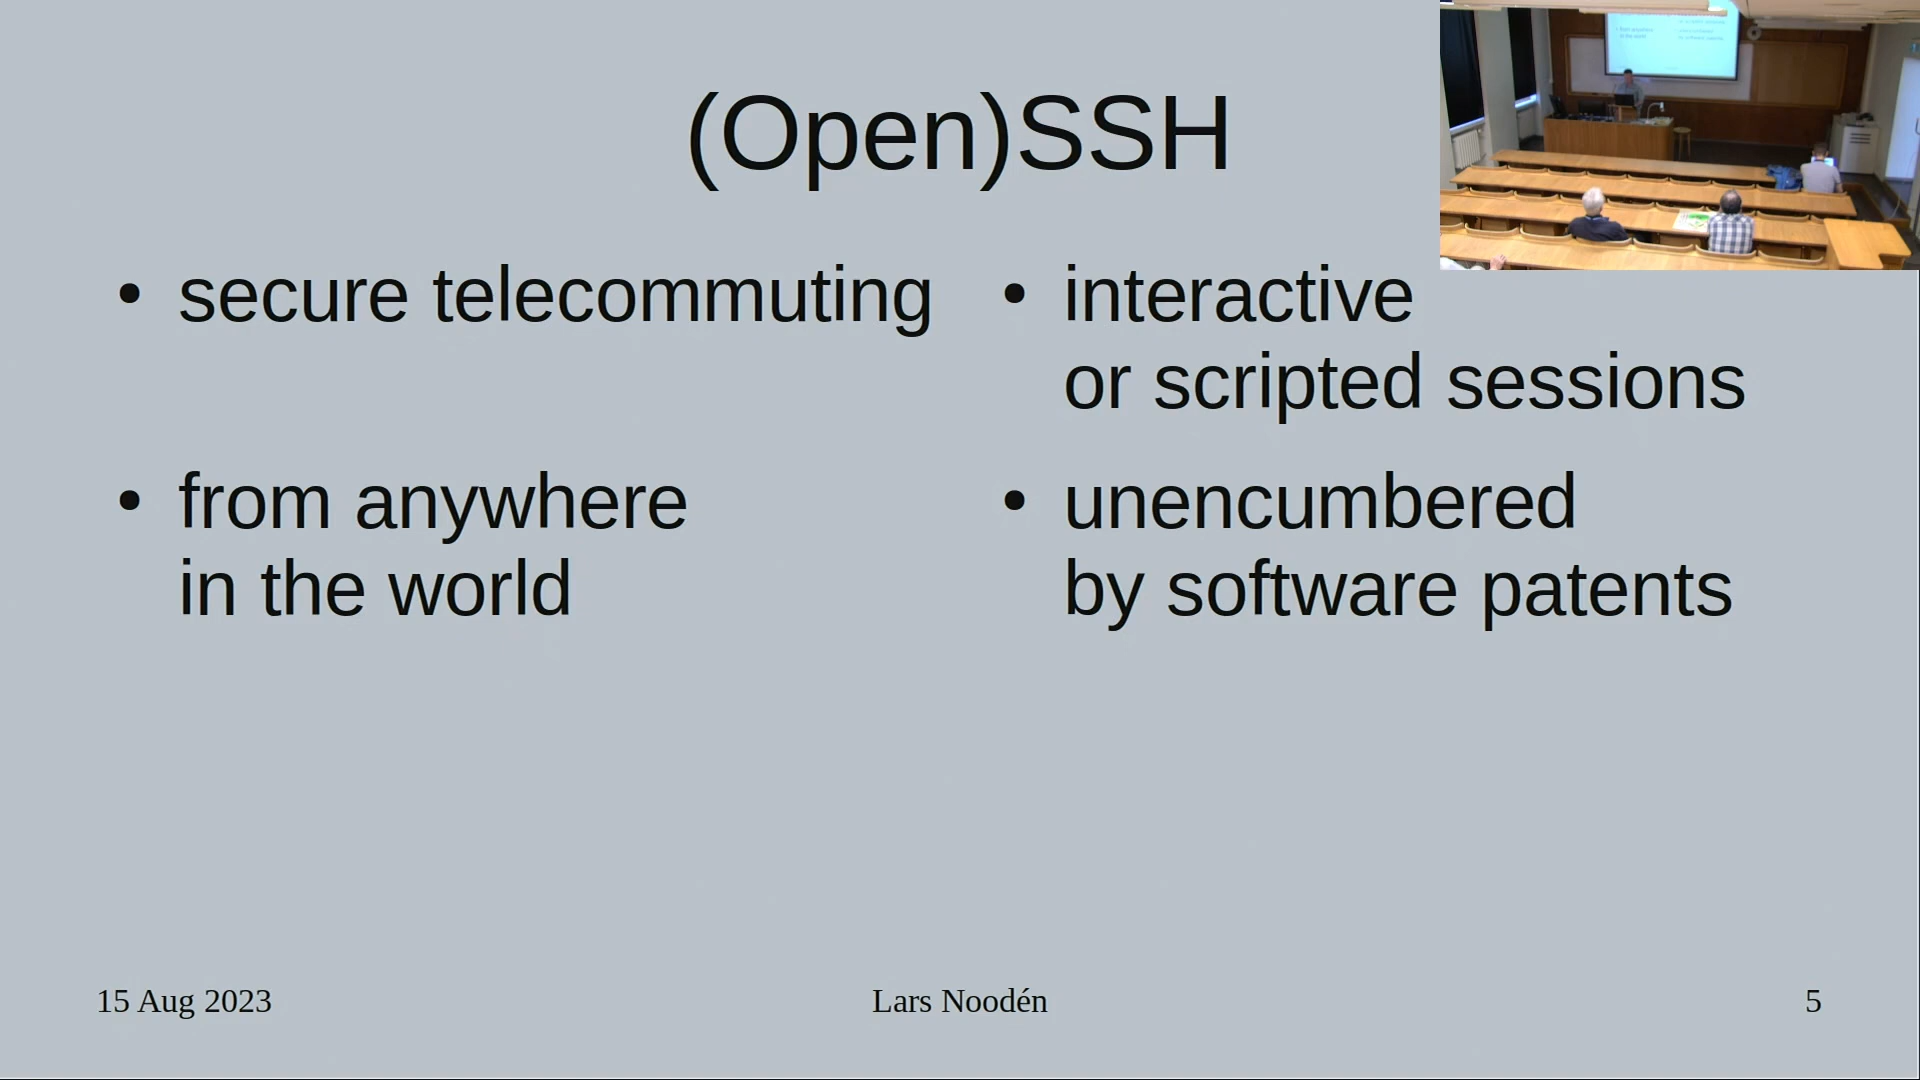 (Open)SSH
• secure telecommuting
• from anywhere
in the world
• interactive
or scripted sessions
• unencumbered
by software patents
15 Aug 2023
Lars Noodén
5